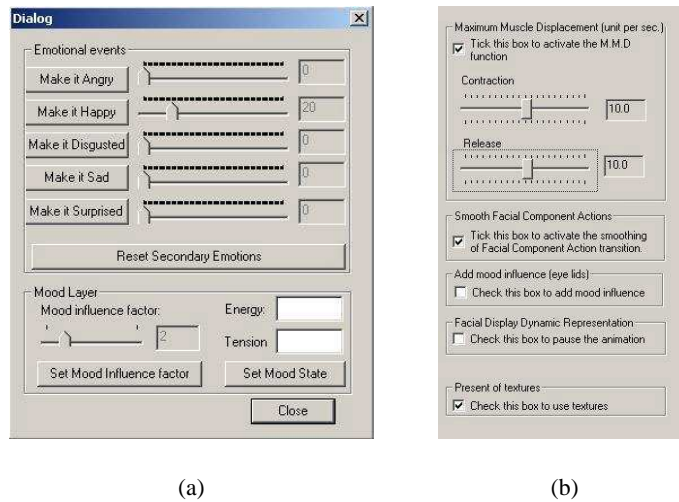 Dialog
Emotional events
Make it Angry
0
Make it Happy
20
Make it Disgusted
0
Make it Sad
0
Make it Surprised
0
Reset Secondary Emotions
Mood Layer
Mood influence factor:
2
Energy:
Tension
Set Mood Influence factor
Set Mood State
Close
(a)
Maximum Muscle Displacement (unit per sec.)
Tick this box to activate the M.M.D
function
Contraction
10.0
Release
10.0
Smooth Facial Component Actions
Tick this box to activate the smoothing
of Facial Component Action transition.
Add mood influence (eye lids)
Check this box to add mood influence
Facial Display Dynamic Representation
Check this box to pause the animation
Present of textures
Check this box to use textures
(b)